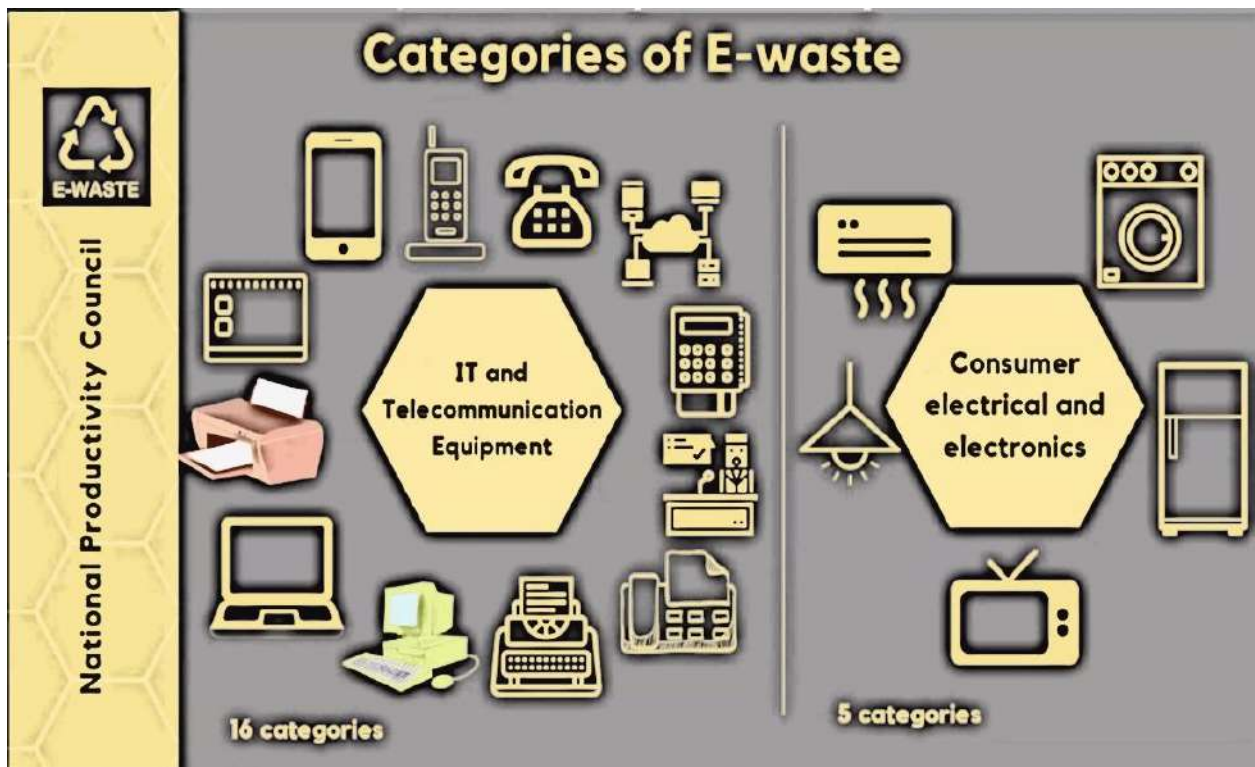 Categories of E-waste
E-WASTE
National Productivity Council
IT and
Telecommunication
Equipment
16 categories
Consumer
electrical and
electronics
5 categories